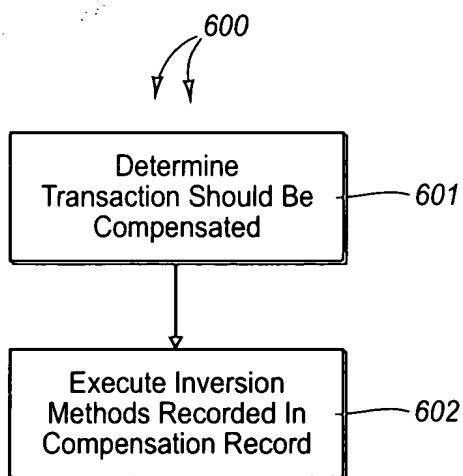 600
Determine
Transaction Should Be
Compensated
601
Execute Inversion
Methods Recorded In
Compensation Record
602